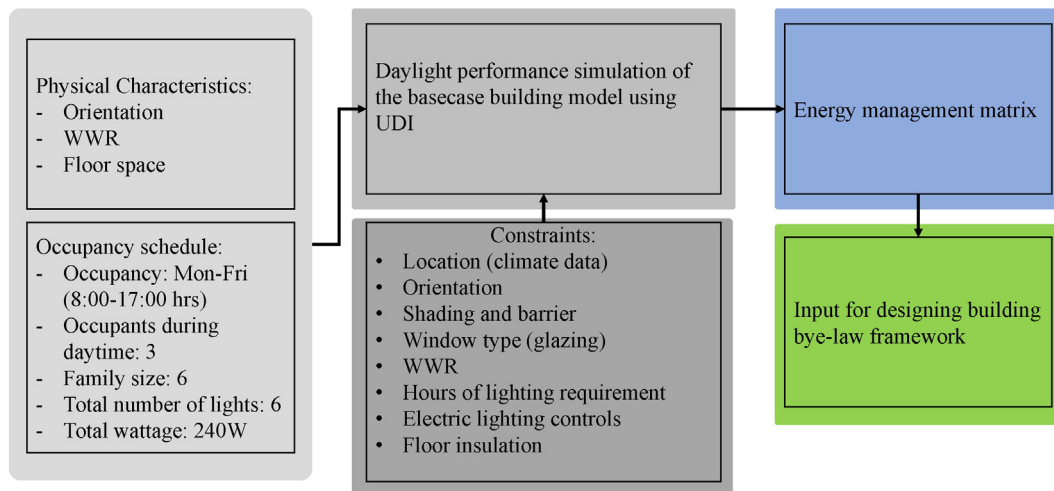 Physical Characteristics:
- Orientation
- WWR
- Floor space
Occupancy schedule:
- Occupancy: Mon-Fri
(8:00-17:00 hrs)
- Occupants during
daytime: 3
- Family size: 6
- Total number of lights: 6
- Total wattage: 240W
Daylight performance simulation of
the basecase building model using
UDI
Constraints:
• Location (climate data)
• Orientation
• Shading and barrier
• Window type (glazing)
• WWR
• Hours of lighting requirement
• Electric lighting controls
• Floor insulation
Energy management matrix
Input for designing building
bye-law framework